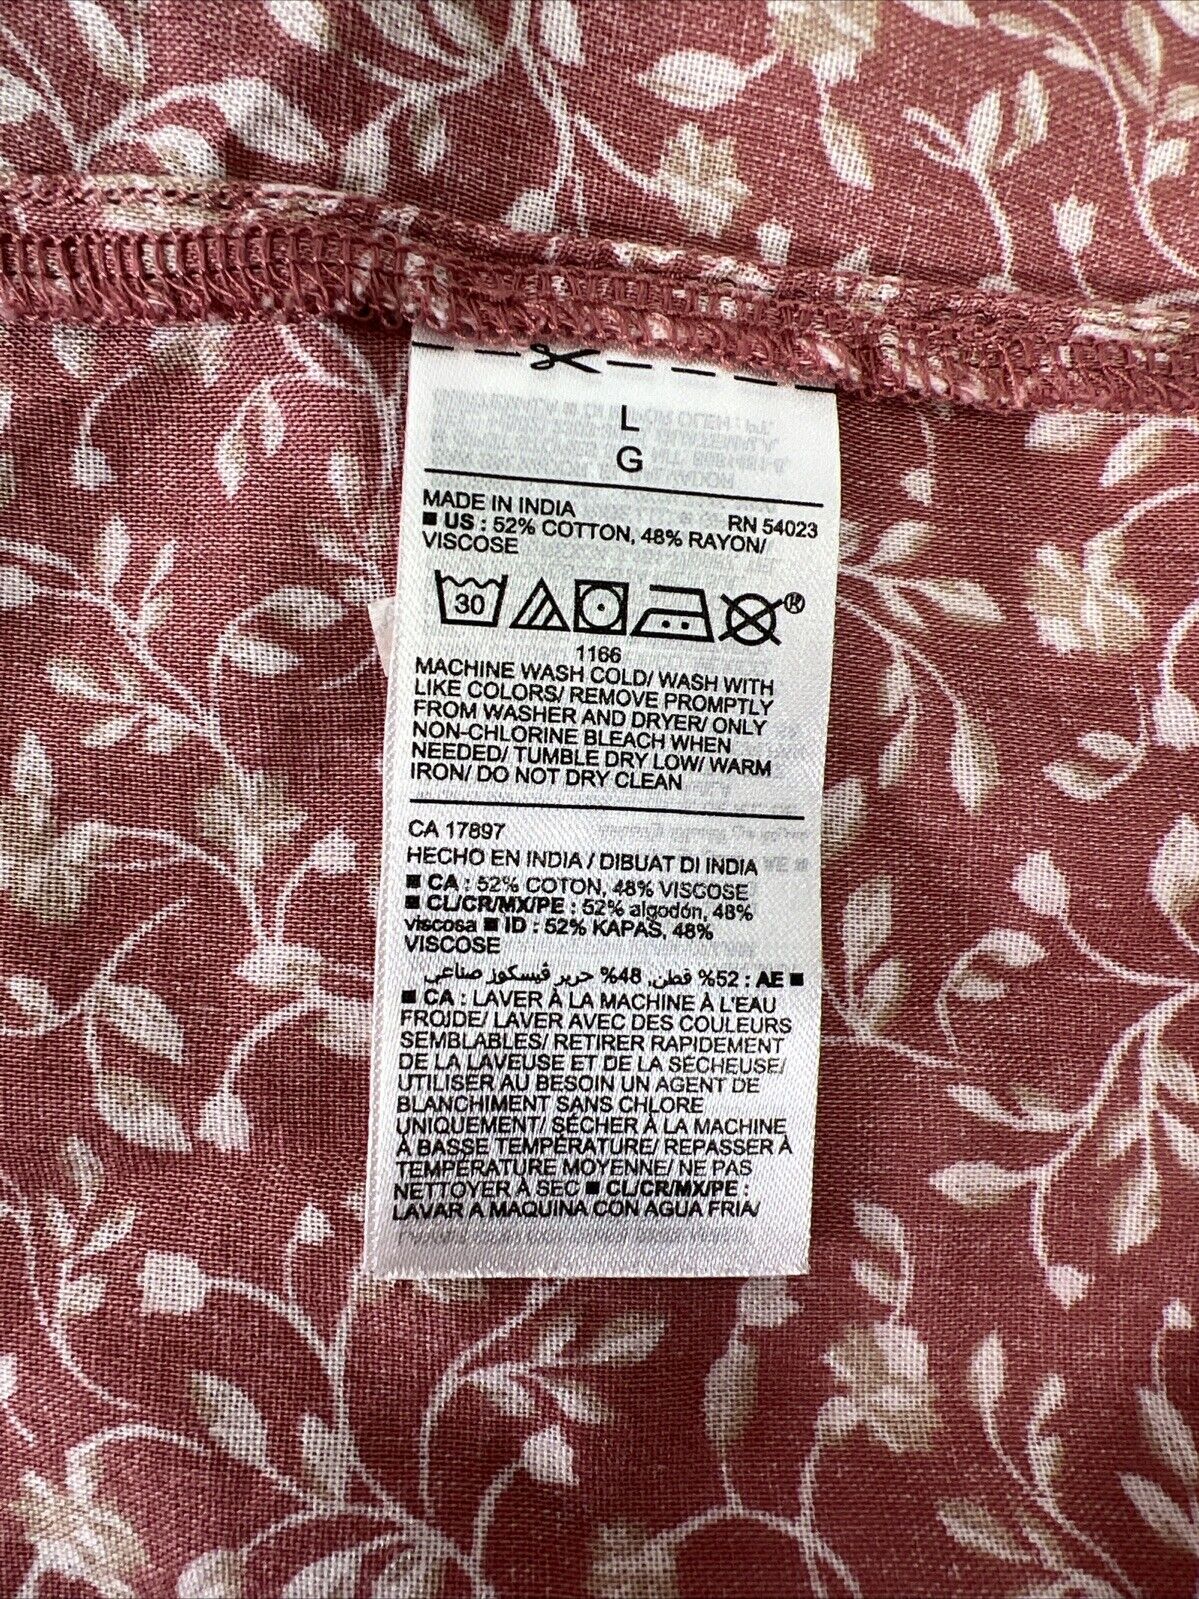 L
G
MADE IN INDIA RN 54023
■ US : 52% COTTON, 48% RAYON/
VISCOSE
30
®
1166
MACHINE WASH COLD/ WASH WITH
LIKE COLORS/ REMOVE PROMPTLY
FROM WASHER AND DRYER/ ONLY
NON-CHLORINE BLEACH WHEN
NEEDED/ TUMBLE DRY LOW/ WARM
IRON/ DO NOT DRY CLEAN
CA 17897
HECHO EN INDIA / DIBUAT DI INDIA
■ CA : 52% COTON, 48% VISCOSE
■ CL/CR/MX/PE : 52% algodón, 48%
viscosa ■ ID : 52% KAPAS, 48%
VISCOSE
■ AE : 52% قطن, 48% حرير ڤيسكوز صناعي
■ CA : LAVER À LA MACHINE À L'EAU
FROIDE/ LAVER AVEC DES COULEURS
SEMBLABLES/ RETIRER RAPIDEMENT
DE LA LAVEUSE ET DE LA SÉCHEUSE/
UTILISER AU BESOIN UN AGENT DE
BLANCHIMENT SANS CHLORE
UNIQUEMENT/ SÉCHER À LA MACHINE
À BASSE TEMPÉRATURE/ REPASSER À
TEMPÉRATURE MOYENNE/ NE PAS
NETTOYER À SEC ■ CL/CR/MX/PE :
LAVAR A MAQUINA CON AGUA FRIA/